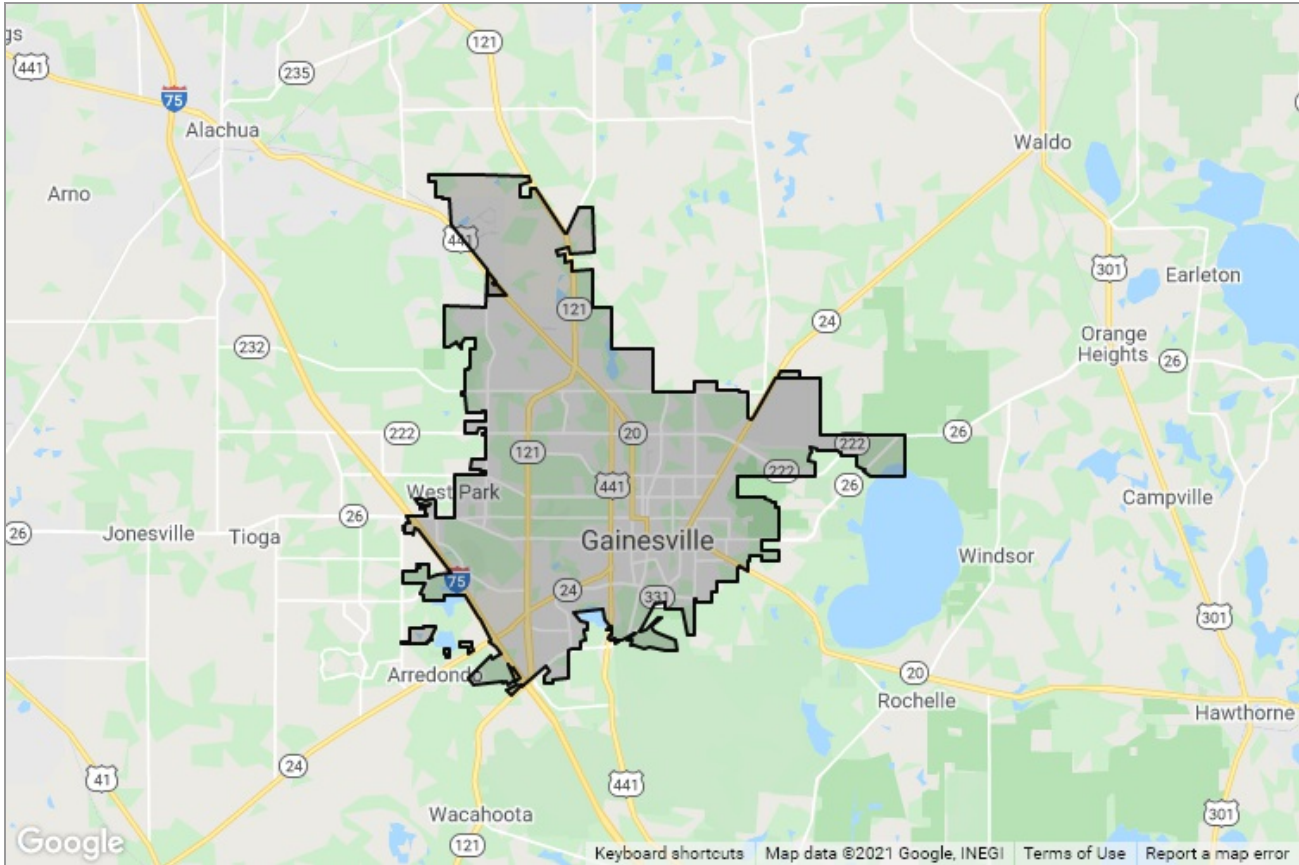 gs
441
121
235
75
Alachua
Waldo
Arno
441
301
Earleton
121
24
232
Orange
Heights
26
222
20
26
121
222
441
222
26
West Park
Campville
26
26
Jonesville
Tioga
Gainesville
Windsor
75
24
331
301
Arredondo
20
Rochelle
Hawthorne
24
41
441
Wacahoota
301
121
Google
Keyboard shortcuts
Map data ©2021 Google, INEGI
Terms of Use
Report a map error